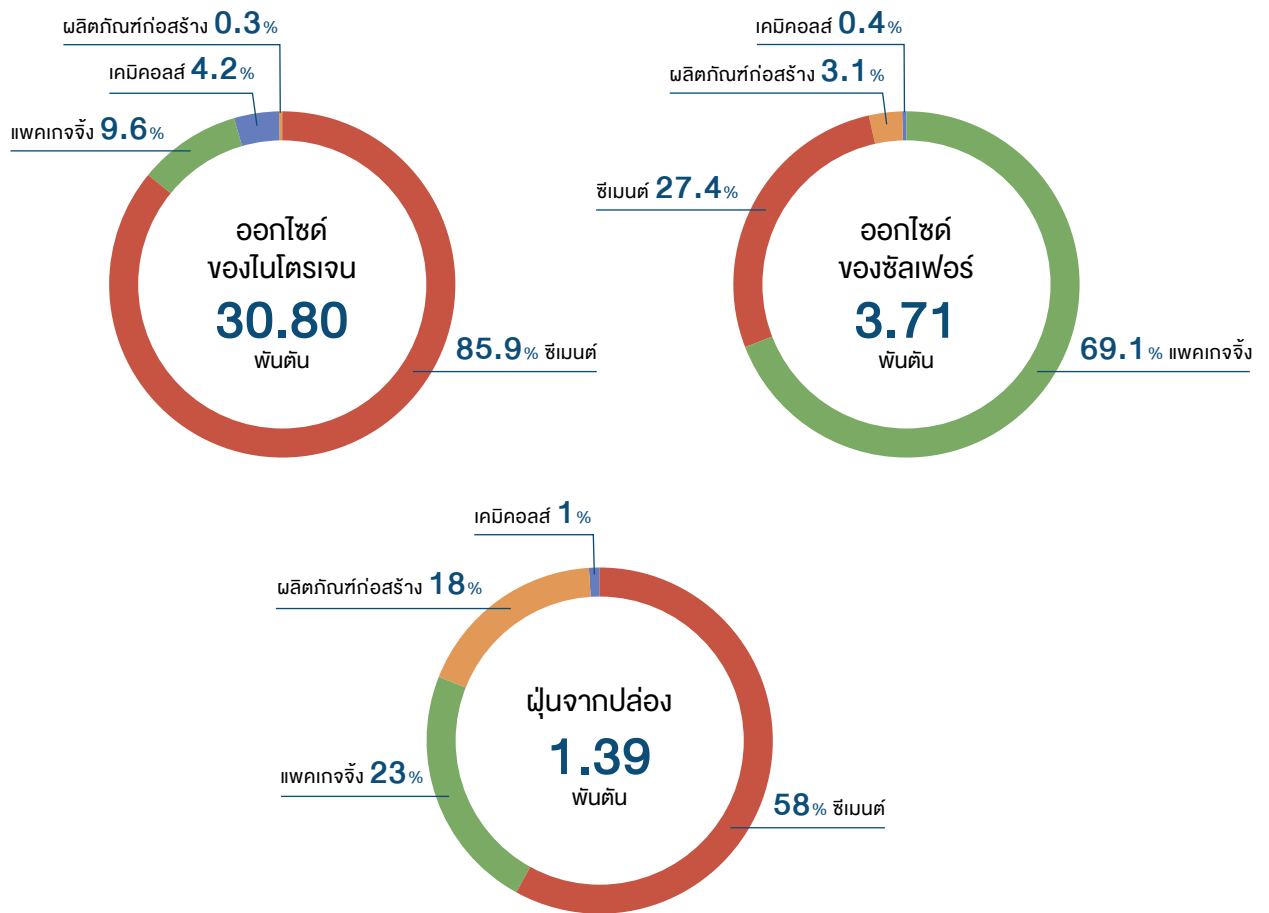 ผลิตภัณฑ์ก่อสร้าง 0.3%
เคมิคอลส์ 4.2%
แพคเกจจิ้ง 9.6%
ออกไซด์
ของไนโตรเจน
30.80
พันตัน
85.9% ซีเมนต์
เคมิคอลส์ 0.4%
ผลิตภัณฑ์ก่อสร้าง 3.1%
ซีเมนต์ 27.4%
ออกไซด์
ของซัลเฟอร์
3.71
พันตัน
69.1% แพคเกจจิ้ง
เคมิคอลส์ 1%
ผลิตภัณฑ์ก่อสร้าง 18%
ฝุ่นจากปล่อง
1.39
พันตัน
แพคเกจจิ้ง 23%
58% ซีเมนต์